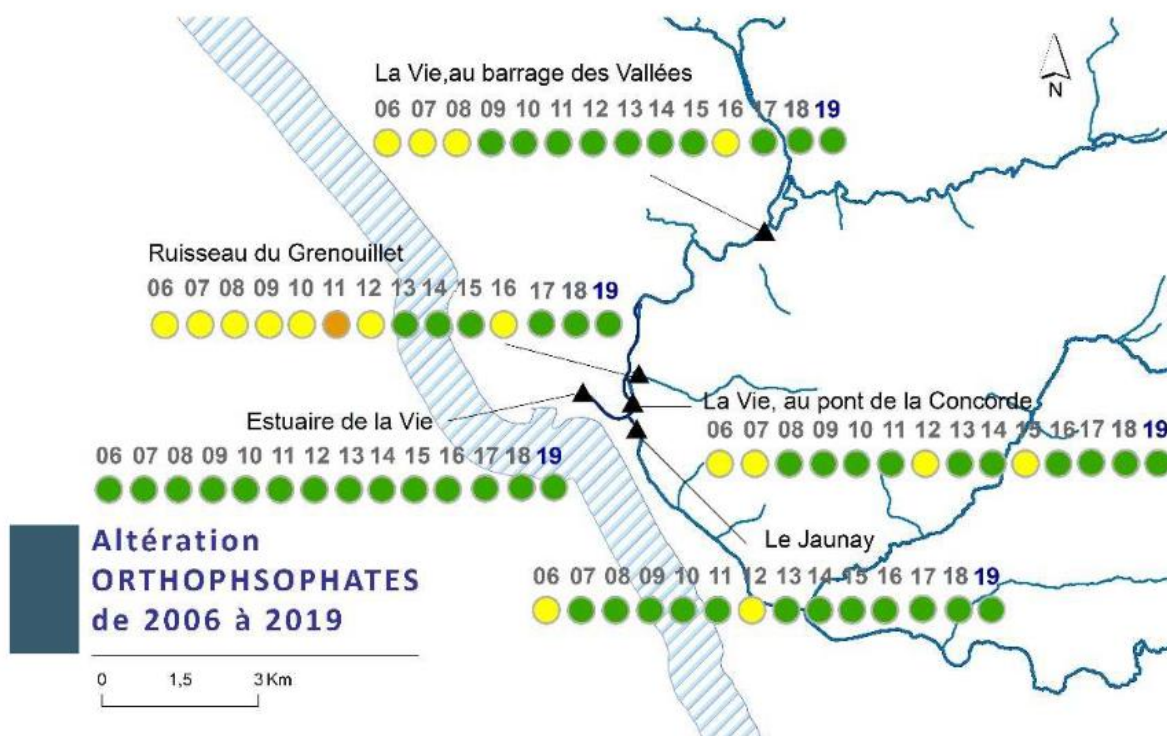 La Vie,au barrage des Vallées
06 07 08 09 10 11 12 13 14 15 16 17 18 19
N
Ruisseau du Grenouillet
06 07 08 09 10 11 12 13 14 15 16 17 18 19
La Vie, au pont de la Concorde
06 07 08 09 10 11 12 13 14 15 16 17 18 19
Estuaire de la Vie
06 07 08 09 10 11 12 13 14 15 16 17 18 19
Le Jaunay
06 07 08 09 10 11 12 13 14 15 16 17 18 19
Altération
ORTHOPHSOPHATES
de 2006 à 2019
0 1,5 3 Km